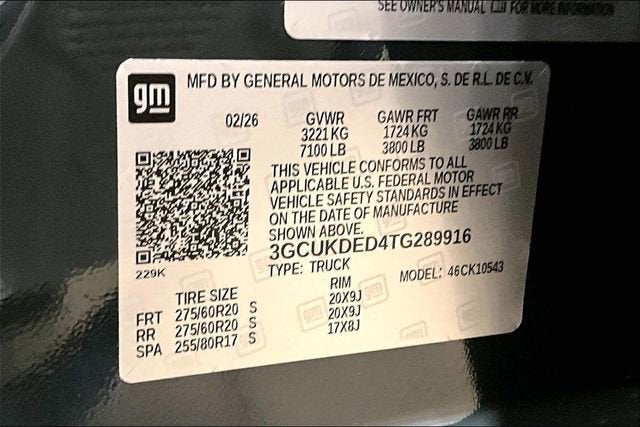 SEE OWNER'S MANUAL FOR MORE INFORMATION
gm
MFD BY GENERAL MOTORS DE MEXICO, S. DE R.L. DE C.V.
02/26 GVWR GAWR FRT GAWR RR
3221 KG 1724 KG 1724 KG
7100 LB 3800 LB 3800 LB
THIS VEHICLE CONFORMS TO ALL
APPLICABLE U.S. FEDERAL MOTOR
VEHICLE SAFETY STANDARDS IN EFFECT
ON THE DATE OF MANUFACTURE
SHOWN ABOVE.
3GCUKDED4TG289916
229K
TYPE: TRUCK MODEL: 46CK10543
TIRE SIZE RIM
FRT 275/60R20 S 20X9J
RR 275/60R20 S 20X9J
SPA 255/80R17 S 17X8J